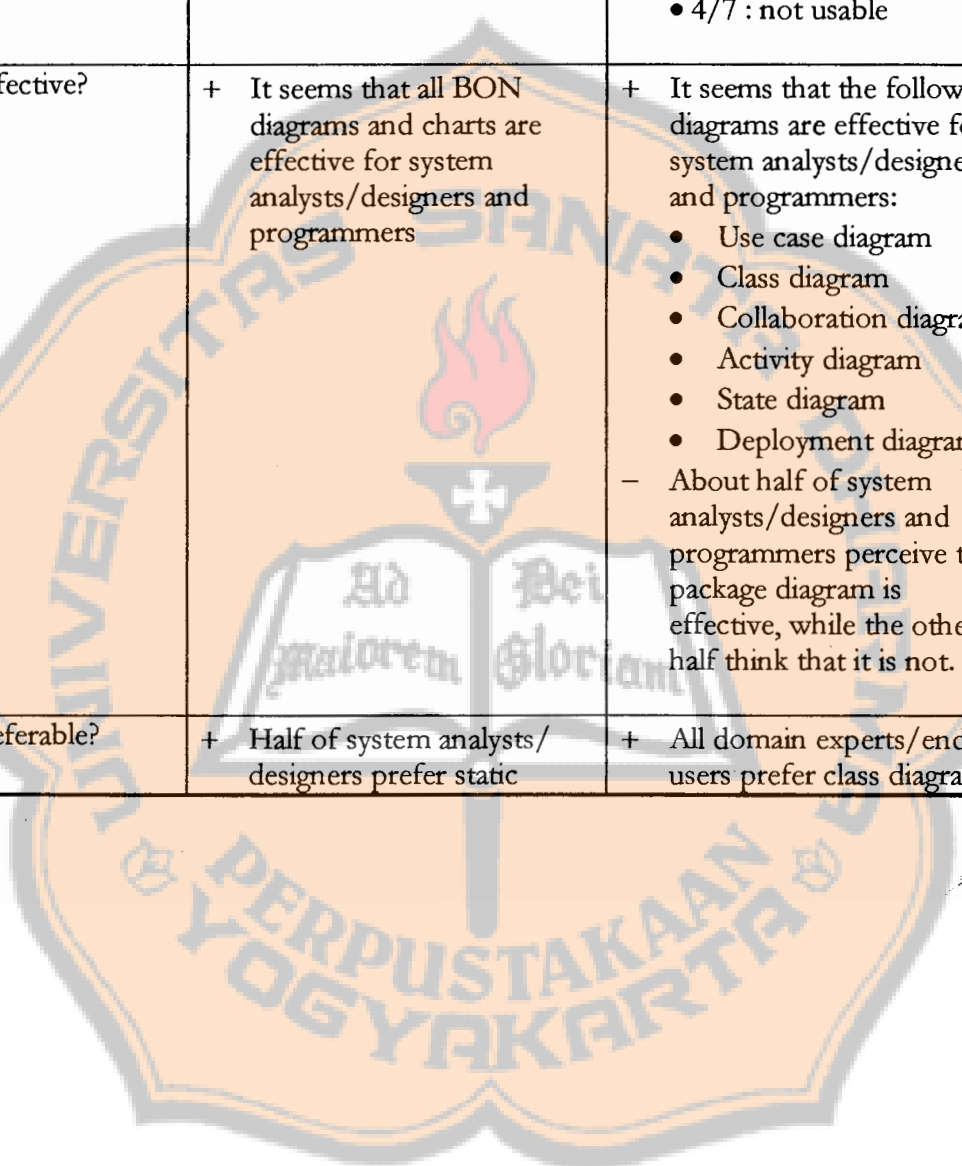 • 4/7 : not usable
fective?
+ It seems that all BON
diagrams and charts are
effective for system
analysts/designers and
programmers
+ It seems that the follow
diagrams are effective fo
system analysts/designe
and programmers:
• Use case diagram
• Class diagram
• Collaboration diagra
• Activity diagram
• State diagram
• Deployment diagram
– About half of system
analysts/designers and
programmers perceive t
package diagram is
effective, while the othe
half think that it is not.
eferable?
+ Half of system analysts/
designers prefer static
+ All domain experts/end
users prefer class diagra
UNIVERSITAS SANATA DHARMA
Ad
maiorem
Dei
Gloriam
PERPUSTAKAAN
YOGYAKARTA